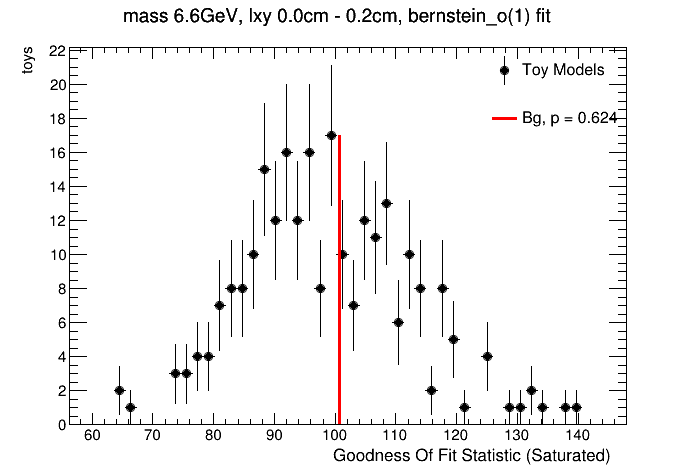 mass 6.6GeV, lxy 0.0cm - 0.2cm, bernstein_o(1) fit
toys
22
20
18
16
14
12
10
8
6
4
2
0
Toy Models
Bg, p = 0.624
60 70 80 90 100 110 120 130 140
Goodness Of Fit Statistic (Saturated)